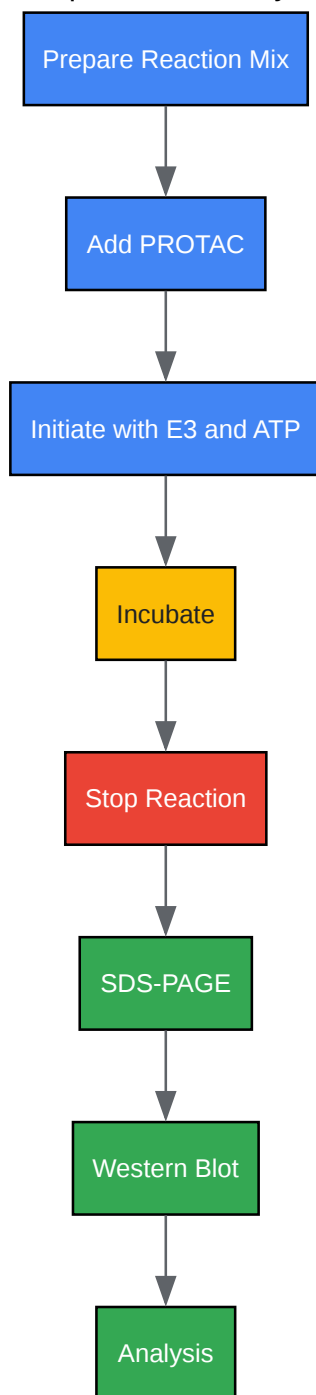 Prepare Reaction Mix
Add PROTAC
Initiate with E3 and ATP
Incubate
Stop Reaction
SDS-PAGE
Western Blot
Analysis